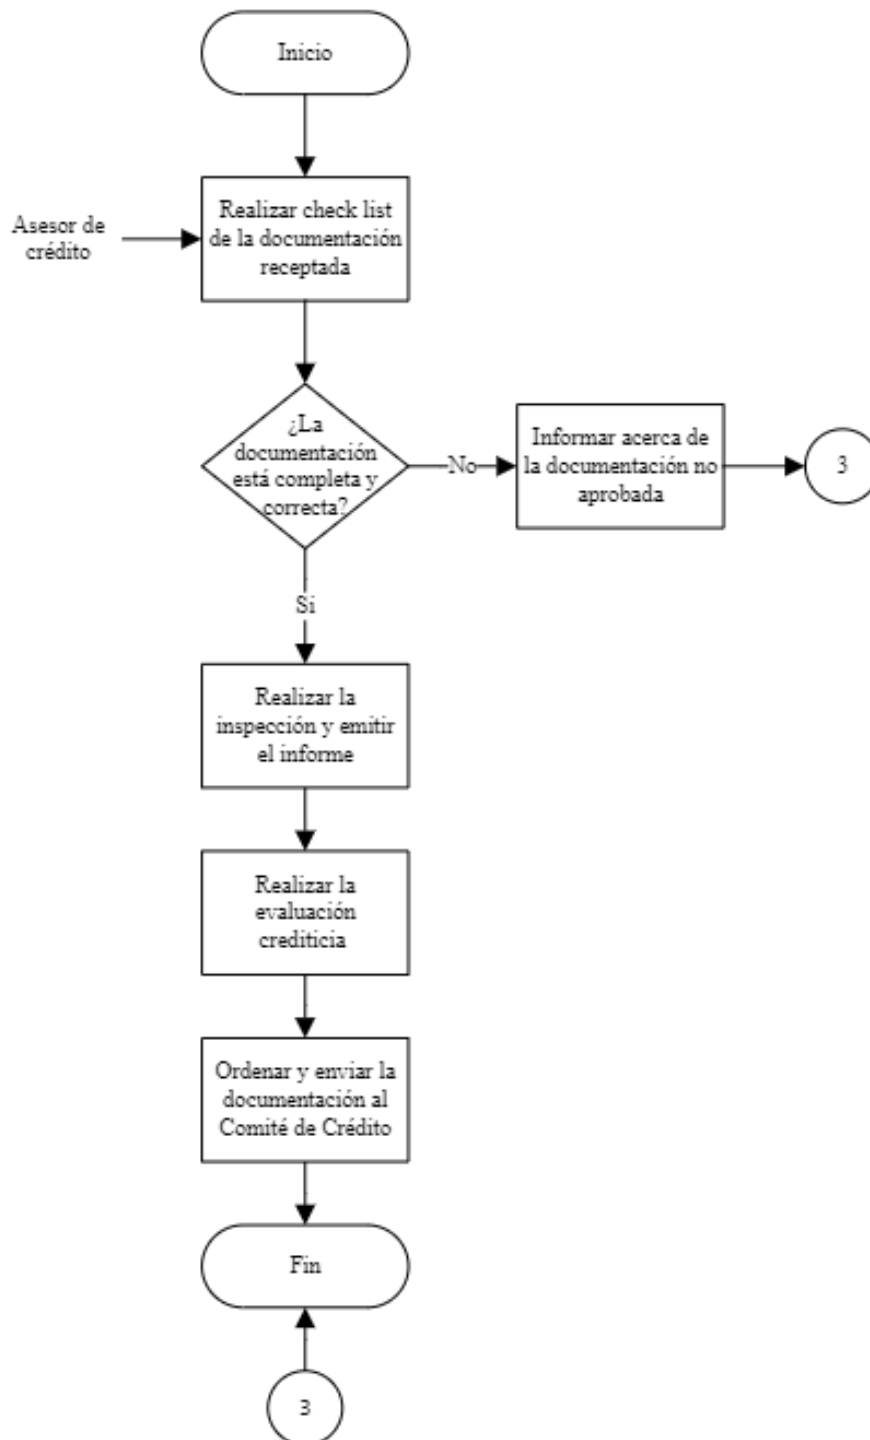 Inicio
Asesor de
crédito
Realizar check list
de la documentación
receptada
¿La
documentación
está completa y
correcta?
No
Informar acerca de
la documentación no
aprobada
3
Si
Realizar la
inspección y emitir
el informe
Realizar la
evaluación
crediticia
Ordenar y enviar la
documentación al
Comité de Crédito
Fin
3